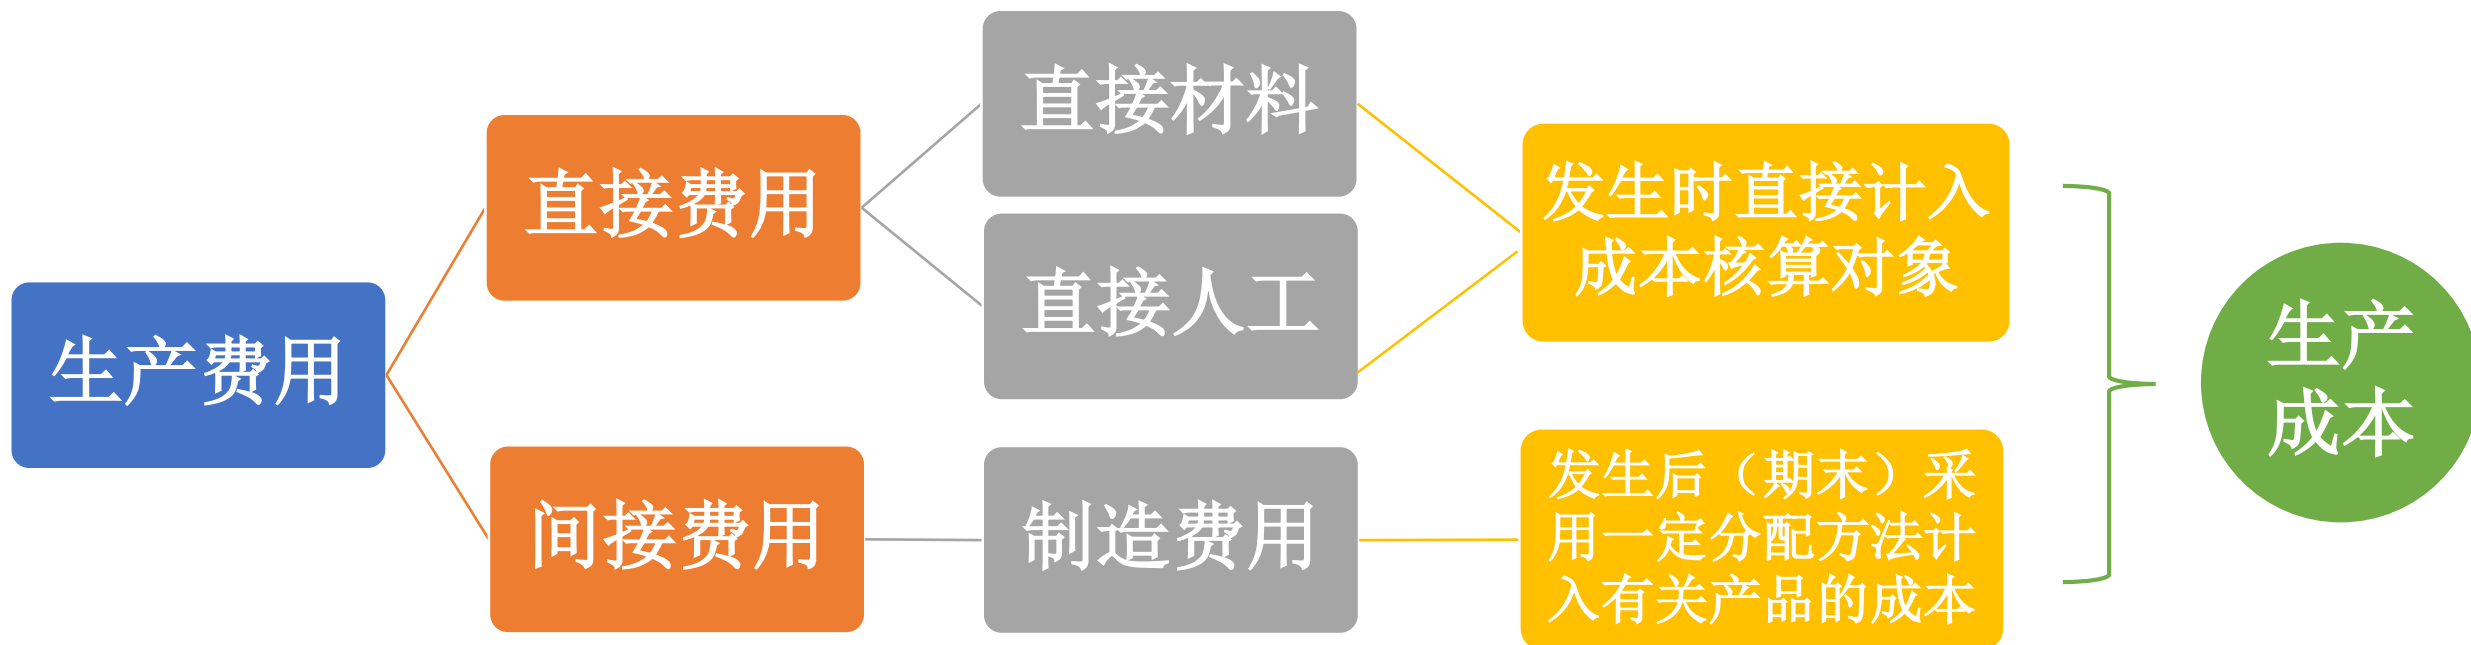 生产费用
直接费用
间接费用
直接材料
直接人工
制造费用
发生时直接计入
成本核算对象
发生后（期末）采
用一定分配方法计
入有关产品的成本
生产
成本